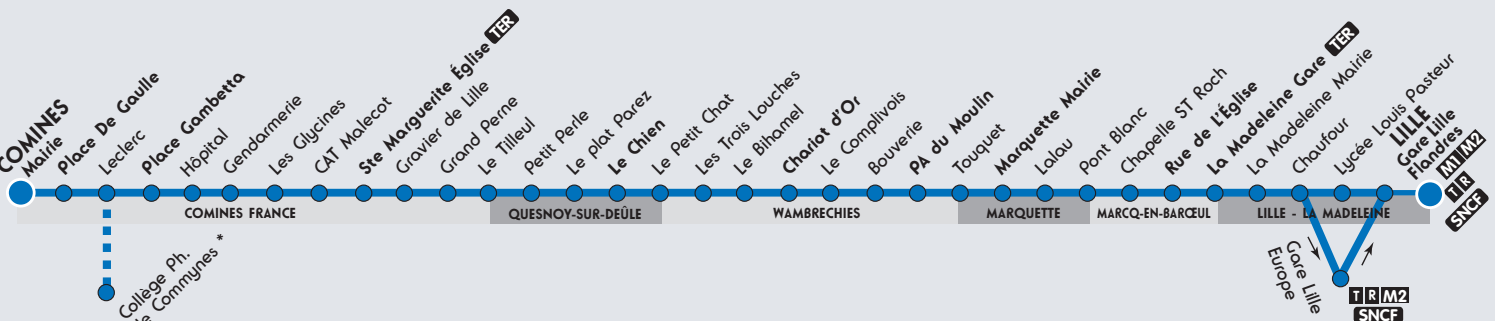 COMINES
Mairie
Place De Gaulle
Leclerc
Place Gambetta
Hôpital
Gendarmerie
Les Glycines
CAT Malecot
Ste Marguerite Église TER
Gravier de Lille
Grand Perne
Le Tilleul
Petit Perle
Le plat Parez
Le Chien
Le Petit Chat
Les Trois Louches
Le Bihamel
Chariot d'Or
Le Complivois
Bouverie
PA du Moulin
Touquet
Marquette Mairie
Lalau
Pont Blanc
Chapelle ST Roch
Rue de L'Église
La Madeleine Gare TER
La Madeleine Mairie
Chaufour
Lycée Louis Pasteur
LILLE
Gare Lille
Flandres
M1 M2
T R
SNCF
COMINES FRANCE
QUESNOY-SUR-DEÛLE
WAMBRECHIES
MARQUETTE
MARCQ-EN-BARŒUL
LILLE - LA MADELEINE
Collège Ph.
de Commynes *
Gare Lille
Europe
T R M2
SNCF